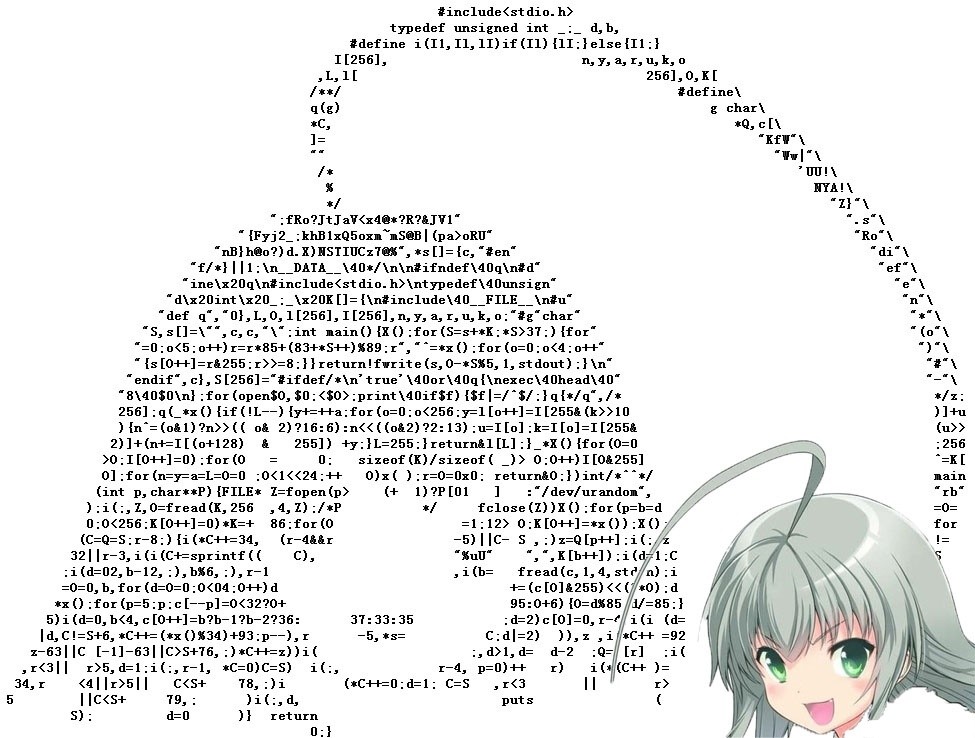 #include<stdio.h>
typedef unsigned int _;_ d,b,
#define i(I1,Il,lI)if(Il){lI;}else{I1;}
I[256], n,y,a,r,u,k,o
,L,l[ 256],O,K[
/**/ #define\
q(g) g char\
*C, *Q,c[\
]= "KfW"\
"" "Ww|"\
/* 'UU!\
% NYA!\
*/ "Z}"\
";fRo?JtJaV<x4@*?R?&JV1" ".s"\
"{Fyj2_;khB1xQ5oxm~mS@B|(pa>oRU" "Ro"\
"nB}h@o?)d.X)NSTIUCz7@%",*s[]={c,"#en" "di"\
"f/*}||1;\n__DATA__\40*/\n\n#ifndef\40q\n#d" "ef"\
"ine\x20q\n#include<stdio.h>\ntypedef\40unsign" "e"\
"d\x20int\x20_;_\x20K[]={\n#include\40__FILE__\n#u" "n"\
"def q","0},L,O,l[256],I[256],n,y,a,r,u,k,o;"#g"char" "*"\
"S,s[]=\"",c,c,"\";int main(){X();for(S=s+*K;*S>37;){for" "(o"\
"=0;o<5;o++)r=r*85+(83+*S++)%89;r","^=*x();for(o=0;o<4;o++" ")"\
"{s[O++]=r&255;r>>=8;}}return!fwrite(s,O-*S%5,1,stdout);}\n" "#"\
"endif",c},S[256]="#ifdef/*\n'true'\40or\40q{\nexec\40head\40" "-"\
"8\40$0\n};for(open$0,$0;<$0>;print\40if$f){$f|=/^$/;}q{*/q",/* */z;
256];q(_*x(){if(!L--){y+=++a;for(o=0;o<256;y=l[o++]=I[255&(k>>10 )]+u
){n^=(o&1)?n>>(( o& 2)?16:6):n<<((o&2)?2:13);u=I[o];k=I[o]=I[255& (u>>
2)]+(n+=I[(o+128) & 255]) +y;}L=255;}return&l[L];}_*X(){for(O=0 ;256
>O;I[O++]=0);for(O = 0; sizeof(K)/sizeof( _)> O;O++)I[O&255] ^=K[
O];for(n=y=a=L=O=0 ;O<1<<24;++ O)x( );r=O=0x0; return&O;})int/*^^*/ main
(int p,char**P){FILE* Z=fopen(p> (+ 1)?P[01 ] :"/dev/urandom", "rb"
);i(;,Z,O=fread(K,256 ,4,Z);/*P */ fclose(Z))X();for(p=b=d =O=
0;O<256;K[O++]=0)*K=+ 86;for(O =1;12> O;K[O++]=*x());X(); for
(C=Q=S;r-8;){i(*C++=34, (r-4&&r -5)||C- S ,;)z=Q[p++];i(;,z !=
32||r-3,i(i(C+=sprintf(( C), "%uU" ",",K[b++]);i(d=1;C S
;i(d=02,b-12,;),b%6,;),r-1 ,i(b= fread(c,1,4,stdin);i
=O=0,b,for(d=0=0;O<04;O++)d +=(c[O]&255)<<(8*O);d
*x();for(p=5;p;c[--p]=O<32?O+ 95:O+6){O=d%85;d/=85;}
5)i(d=0,b<4,c[O++]=b?b-1?b-2?36: 37:33:35 ;d=2)c[O]=0,r-4,i(i (d=
|d,C!=S+6,*C++=(*x()%34)+93;p--),r -5,*s= C;d|=2) )),z ,i(*C++ =92
z-63||C [-1]-63||C>S+76,;)*C++=z))i( ;,d>1,d= d-2 ;Q= [r] ;i(
,r<3|| r>5,d=1;i(;,r-1, *C=0)C=S) i(;, r-4, p=0)++ r) i(*(C++ )=
34,r <4||r>5|| C<S+ 78,;)i (*C++=0;d=1; C=S ,r<3 || r>
5 ||C<S+ 79,; )i(;,d, puts (
S); d=0 )} return
0;}